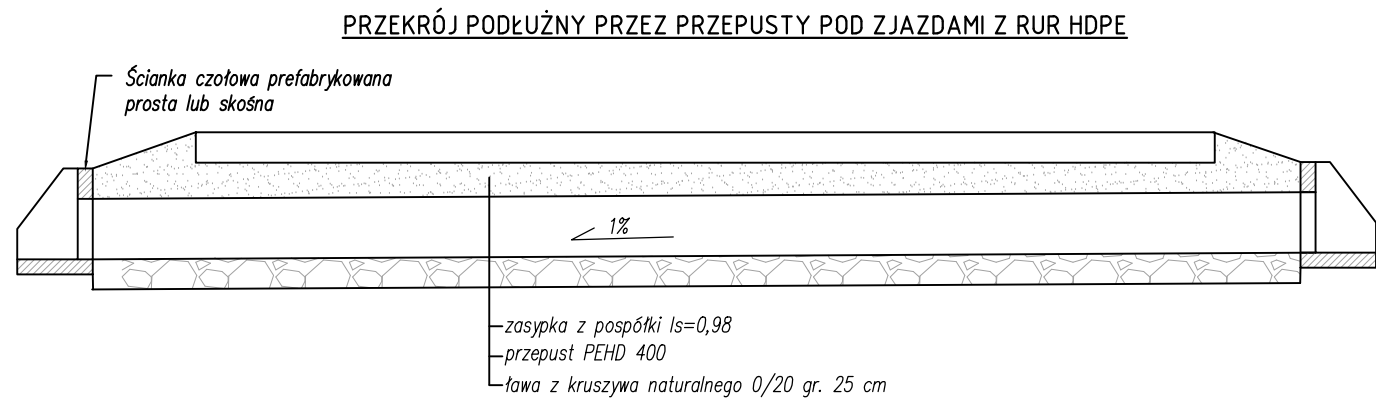 PRZEKRÓJ PODŁUŻNY PRZEZ PRZEPUSTY POD ZJAZDAMI Z RUR HDPE
Ścianka czołowa prefabrykowana
prosta lub skośna
1%
zasypka z pospółki Is=0,98
przepust PEHD 400
ława z kruszywa naturalnego 0/20 gr. 25 cm